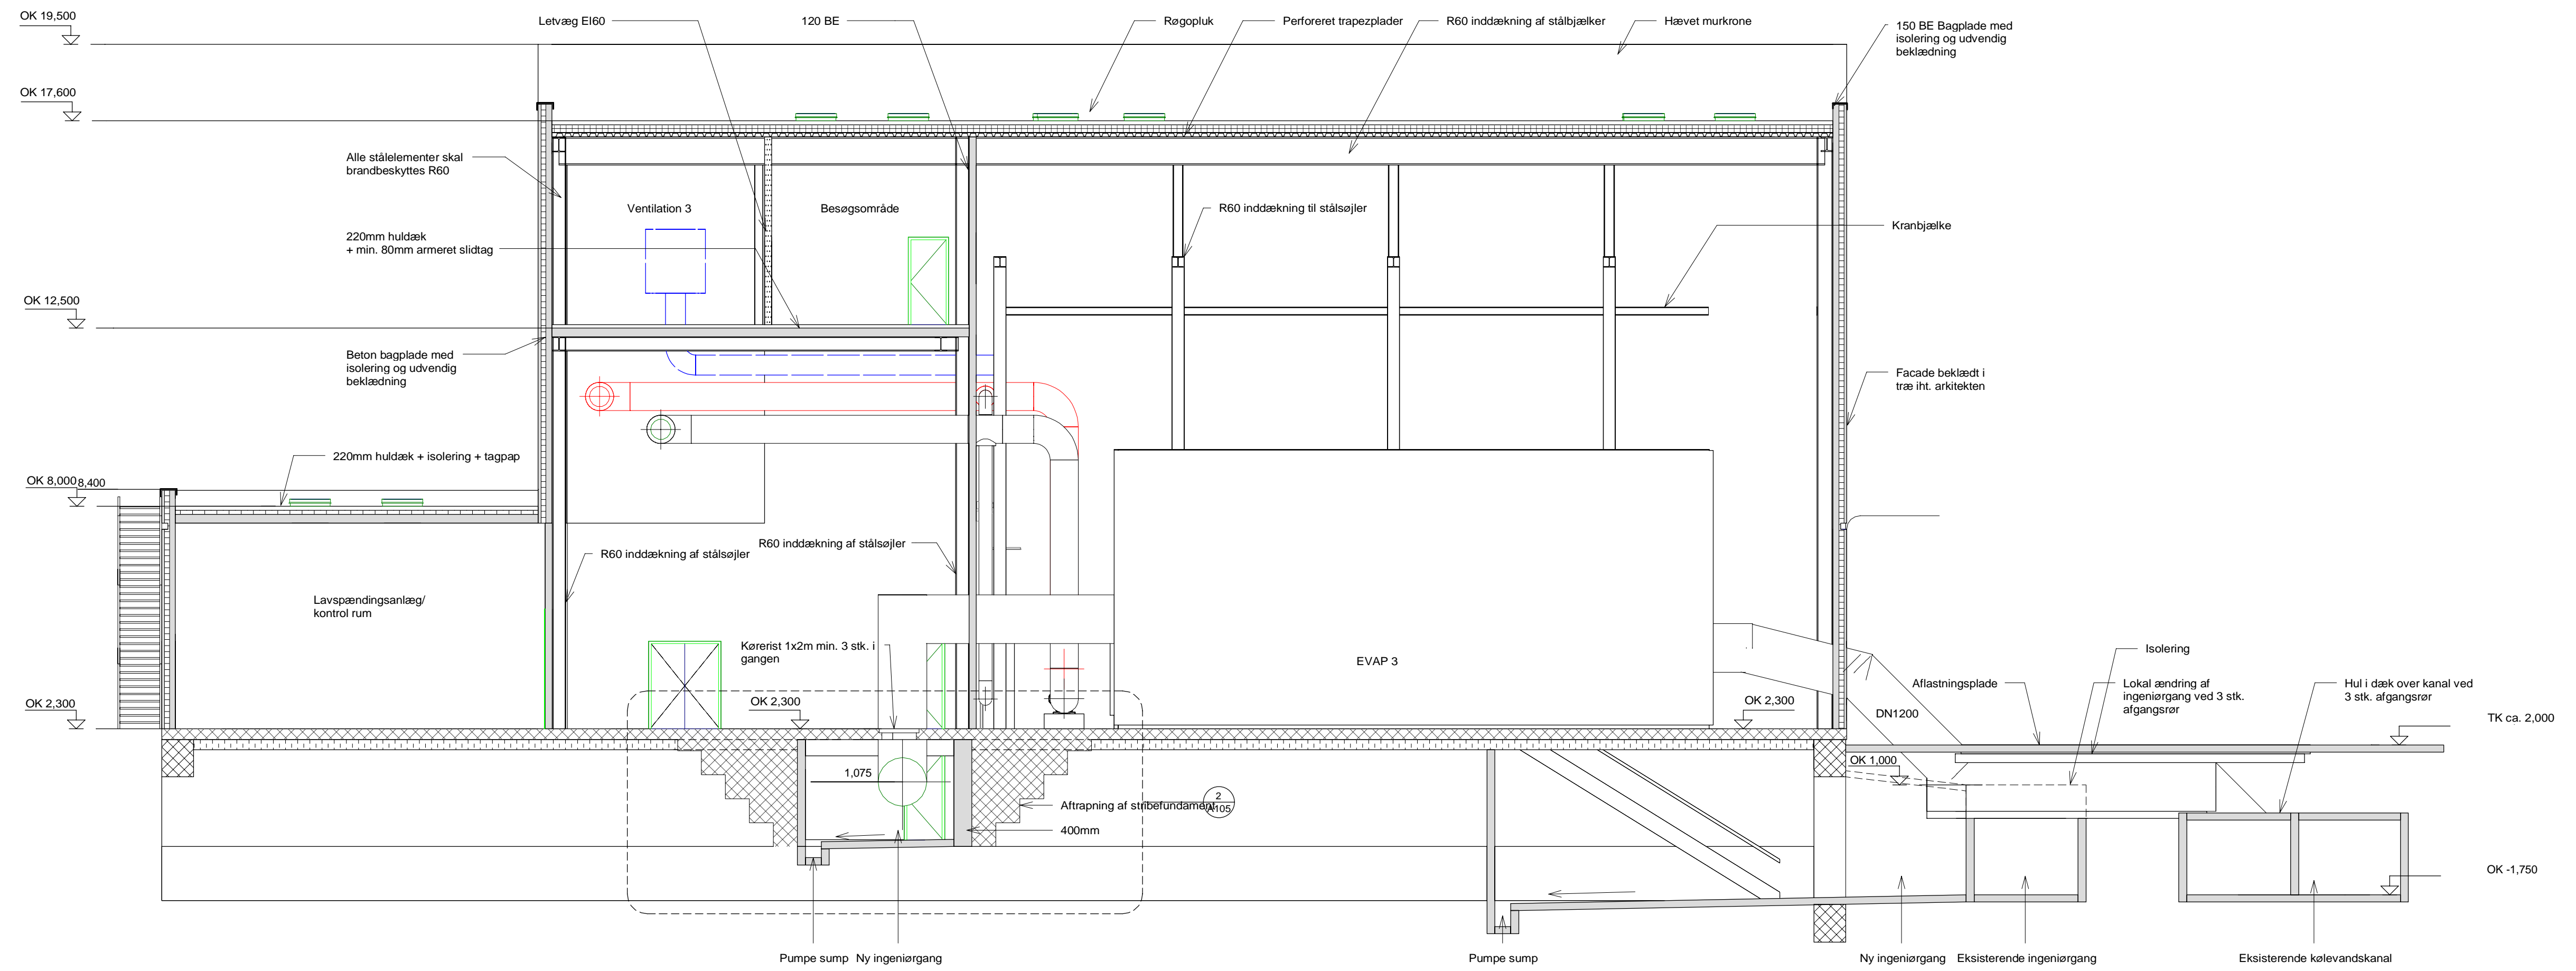 OK 19,500
Letvæg EI60
120 BE
Røgopluk
Perforeret trapezplader
R60 inddækning af stålbjælker
Hævet murkrone
150 BE Bagplade med
isolering og udvendig
beklædning
OK 17,600
Alle stålelementer skal
brandbeskyttes R60
Ventilation 3
Besøgsområde
R60 inddækning til stålsøjler
Kranbjælke
220mm huldæk
+ min. 80mm armeret slidtag
OK 12,500
Beton bagplade med
isolering og udvendig
beklædning
Facade beklædt i
træ iht. arkitekten
220mm huldæk + isolering + tagpap
OK 8,000
8,400
R60 inddækning af stålsøjler
R60 inddækning af stålsøjler
Lavspændingsanlæg/
kontrol rum
Kørerist 1x2m min. 3 stk. i
gangen
EVAP 3
Isolering
Aflastningsplade
Lokal ændring af
ingeniørgang ved 3 stk.
afgangsrør
Hul i dæk over kanal ved
3 stk. afgangsrør
OK 2,300
OK 2,300
OK 2,300
DN1200
TK ca. 2,000
OK 1,000
1,075
Aftrapning af stribefundament
2
A105
400mm
OK -1,750
Pumpe sump
Ny ingeniørgang
Pumpe sump
Ny ingeniørgang
Eksisterende ingeniørgang
Eksisterende kølevandskanal